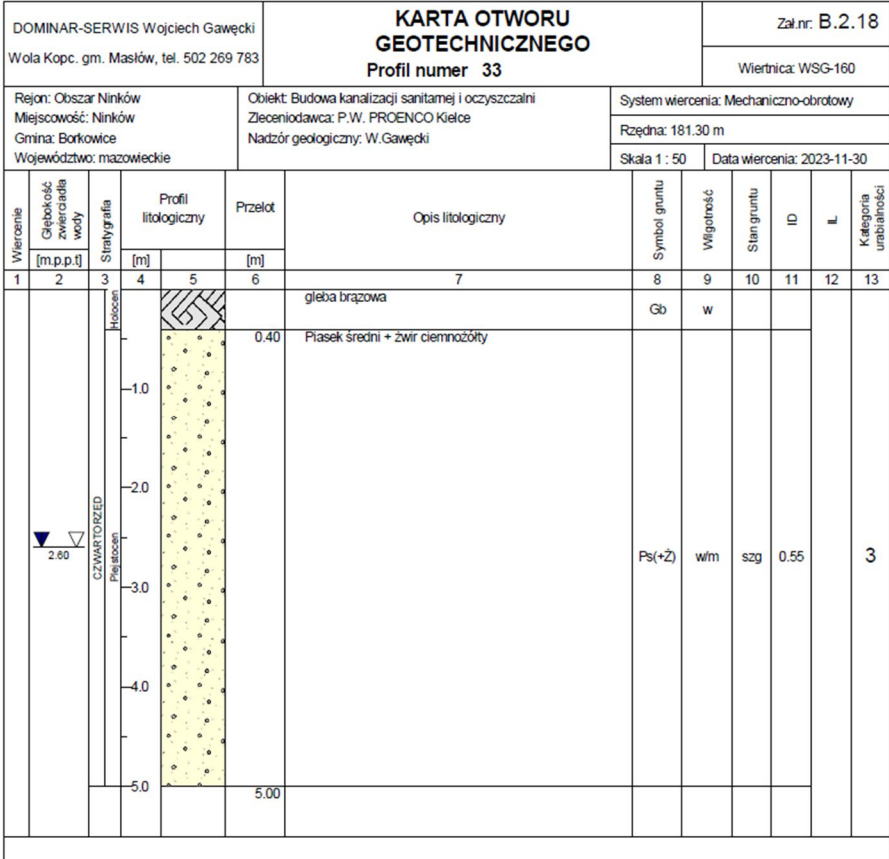 DOMINAR-SERWIS Wojciech Gawęcki
Wola Kopc. gm. Masłów, tel. 502 269 783
KARTA OTWORU
GEOTECHNICZNEGO
Profil numer 33
Zał.nr: B.2.18
Wiertnica: WSG-160
Rejon: Obszar Ninków
Miejscowość: Ninków
Gmina: Borkowice
Województwo: mazowieckie
Obiekt: Budowa kanalizacji sanitarnej i oczyszczalni
Zleceniodawca: P.W. PROENCO Kielce
Nadzór geologiczny: W.Gawęcki
System wiercenia: Mechaniczno-obrotowy
Rzędna: 181.30 m
Skala 1 : 50
Data wiercenia: 2023-11-30
Wiercenie
Głębokość
zwierciadła
wody
[m.p.p.t]
Stratygrafia
Profil
litologiczny
[m]
Przelot
[m]
Opis litologiczny
Symbol gruntu
Wilgotność
Stan gruntu
ID
IL
Kategoria
urabialności
1 2 3 4 5 6 7 8 9 10 11 12 13
Holocen
gleba brązowa
Gb w
0.40 Piasek średni + żwir ciemnożółty
1.0
2.0
2.60
CZWARTORZĘD
Plejstocen
Ps(+Ż) w/m szg 0.55 3
3.0
4.0
5.0
5.00